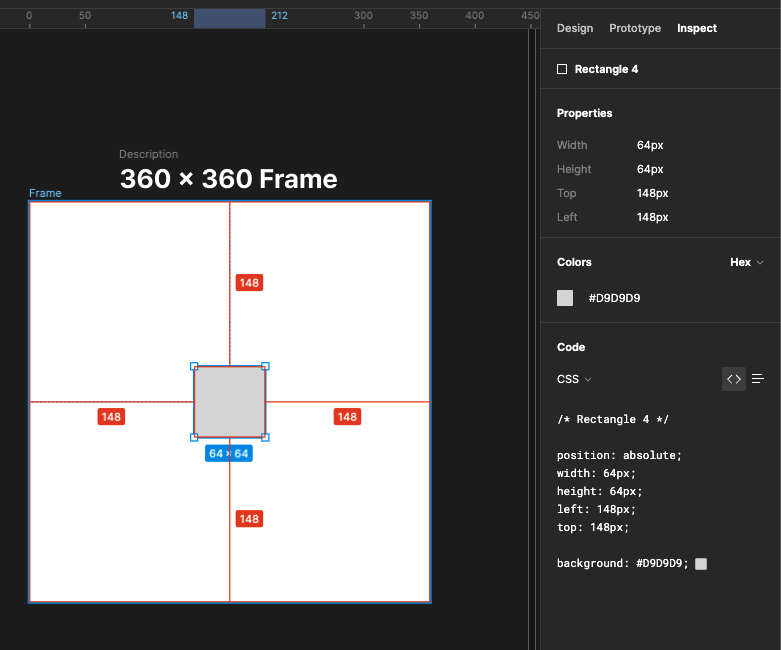 0 50 148 212 300 350 400 450
Design Prototype Inspect
Rectangle 4
Properties
Width 64px
Height 64px
Top 148px
Left 148px
Colors Hex
#D9D9D9
Code
CSS
/* Rectangle 4 */
position: absolute;
width: 64px;
height: 64px;
left: 148px;
top: 148px;
background: #D9D9D9;
Description
360 × 360 Frame
Frame
148
148 148
64 × 64
148